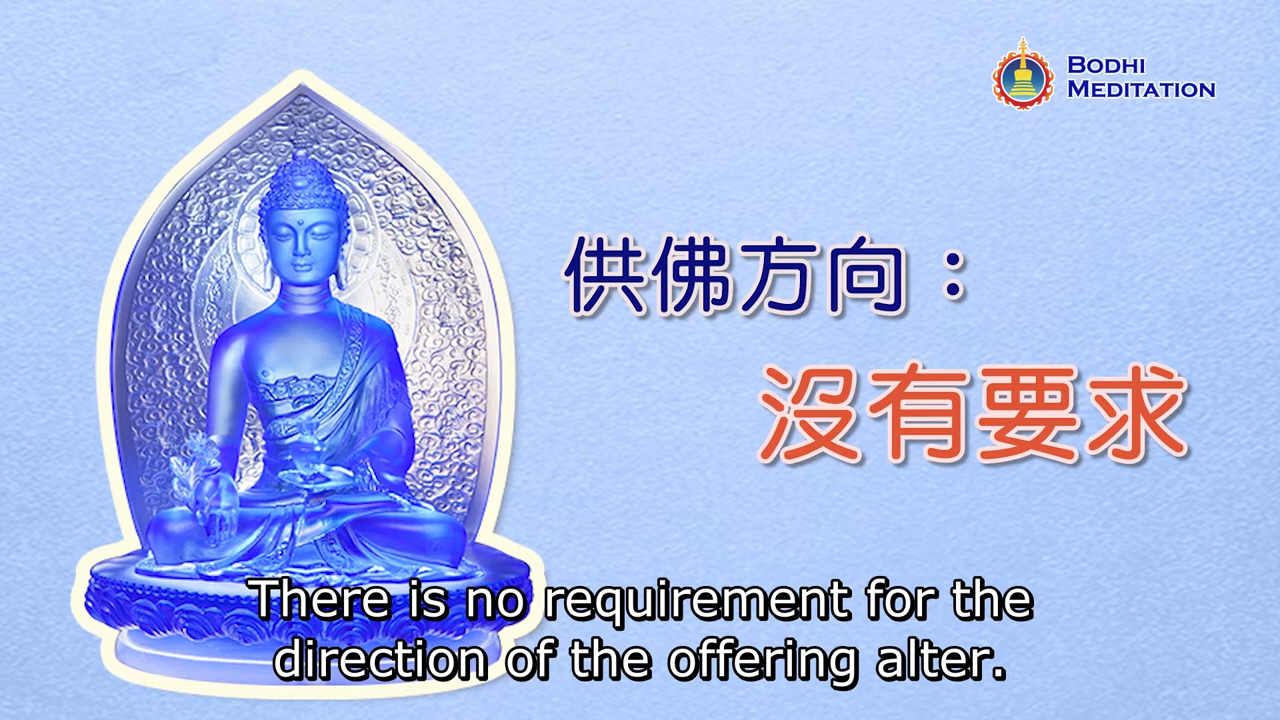 BODHI
MEDITATION
供佛方向：
沒有要求
There is no requirement for the
direction of the offering alter.